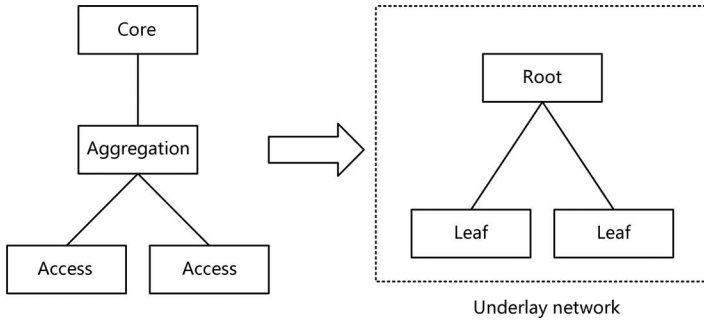 Core
Root
Aggregation
Leaf
Leaf
Access
Access
Underlay network